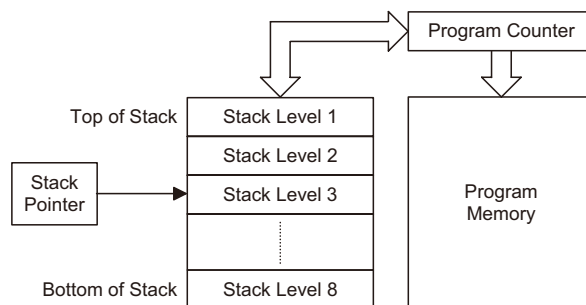 Program Counter
Top of Stack
Stack Level 1
Stack Level 2
Stack
Pointer
Stack Level 3
Program
Memory
Bottom of Stack
Stack Level 8